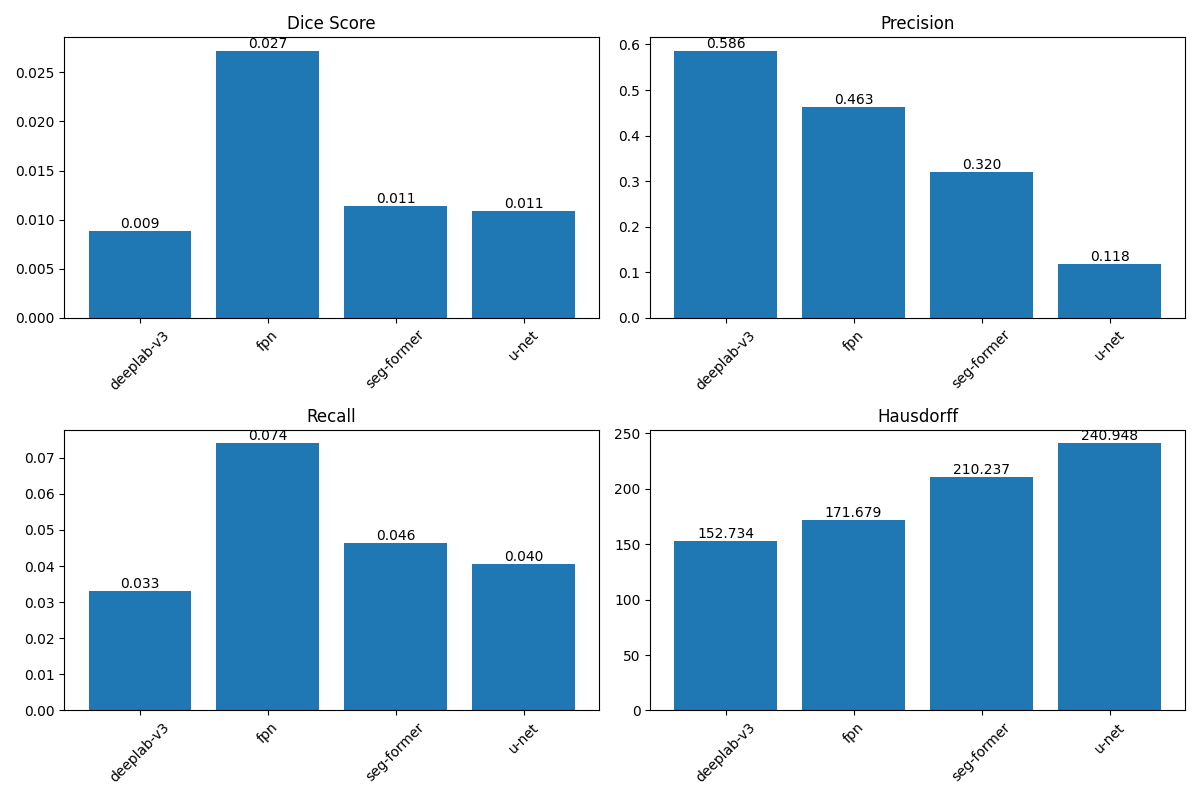 Dice Score
0.025
0.020
0.015
0.010
0.005
0.000
0.009
0.027
0.011
0.011
deeplab-v3
fpn
seg-former
u-net
Precision
0.6
0.5
0.4
0.3
0.2
0.1
0.0
0.586
0.463
0.320
0.118
deeplab-v3
fpn
seg-former
u-net
Recall
0.07
0.06
0.05
0.04
0.03
0.02
0.01
0.00
0.033
0.074
0.046
0.040
deeplab-v3
fpn
seg-former
u-net
Hausdorff
250
200
150
100
50
0
152.734
171.679
210.237
240.948
deeplab-v3
fpn
seg-former
u-net